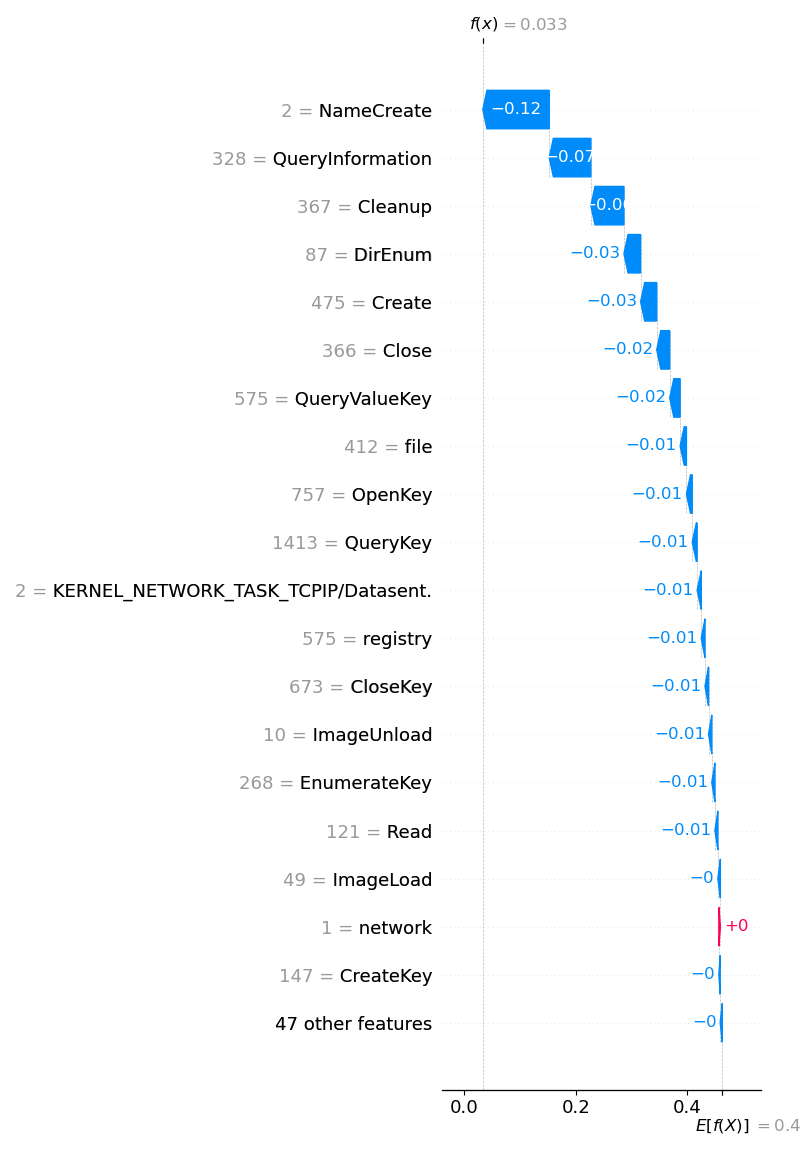 f(x) = 0.033
2 = NameCreate
−0.12
328 = QueryInformation
−0.07
367 = Cleanup
87 = DirEnum
−0.03
475 = Create
−0.03
366 = Close
−0.02
575 = QueryValueKey
−0.02
412 = file
−0.01
757 = OpenKey
−0.01
1413 = QueryKey
−0.01
2 = KERNEL_NETWORK_TASK_TCPIP/Datasent.
−0.01
575 = registry
−0.01
673 = CloseKey
−0.01
10 = ImageUnload
−0.01
268 = EnumerateKey
−0.01
121 = Read
−0.01
49 = ImageLoad
−0
1 = network
+0
147 = CreateKey
−0
47 other features
−0
0.0 0.2 0.4
E[f(X)] = 0.4